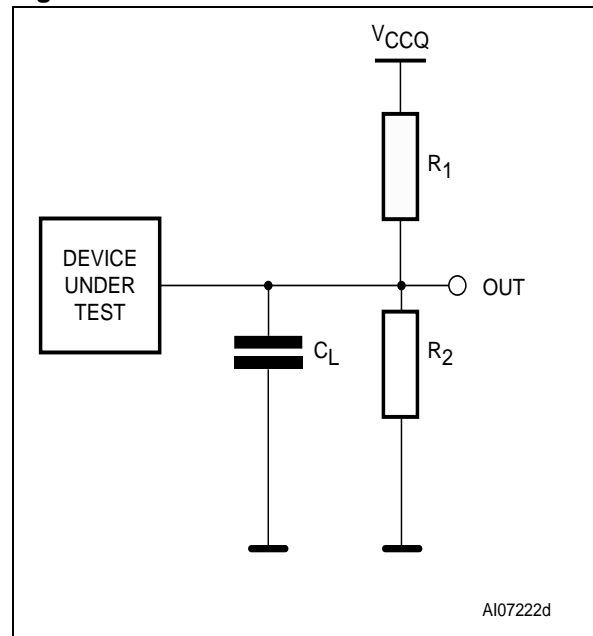 VCCQ
R1
DEVICE
UNDER
TEST
OUT
CL
R2
AI07222d